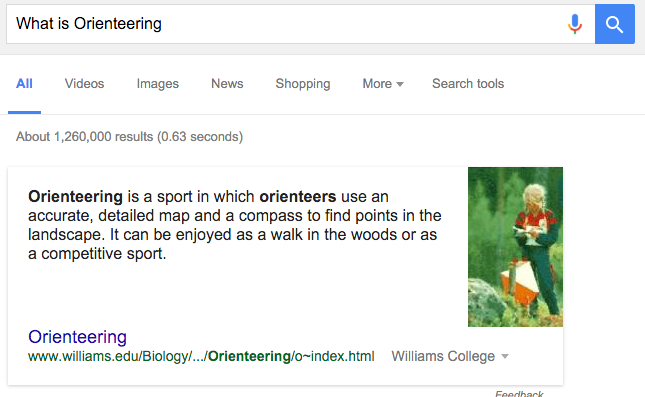 What is Orienteering
All Videos Images News Shopping More Search tools
About 1,260,000 results (0.63 seconds)
Orienteering is a sport in which orienteers use an
accurate, detailed map and a compass to find points in the
landscape. It can be enjoyed as a walk in the woods or as
a competitive sport.
Orienteering
www.williams.edu/Biology/.../Orienteering/o~index.html Williams College
Feedback